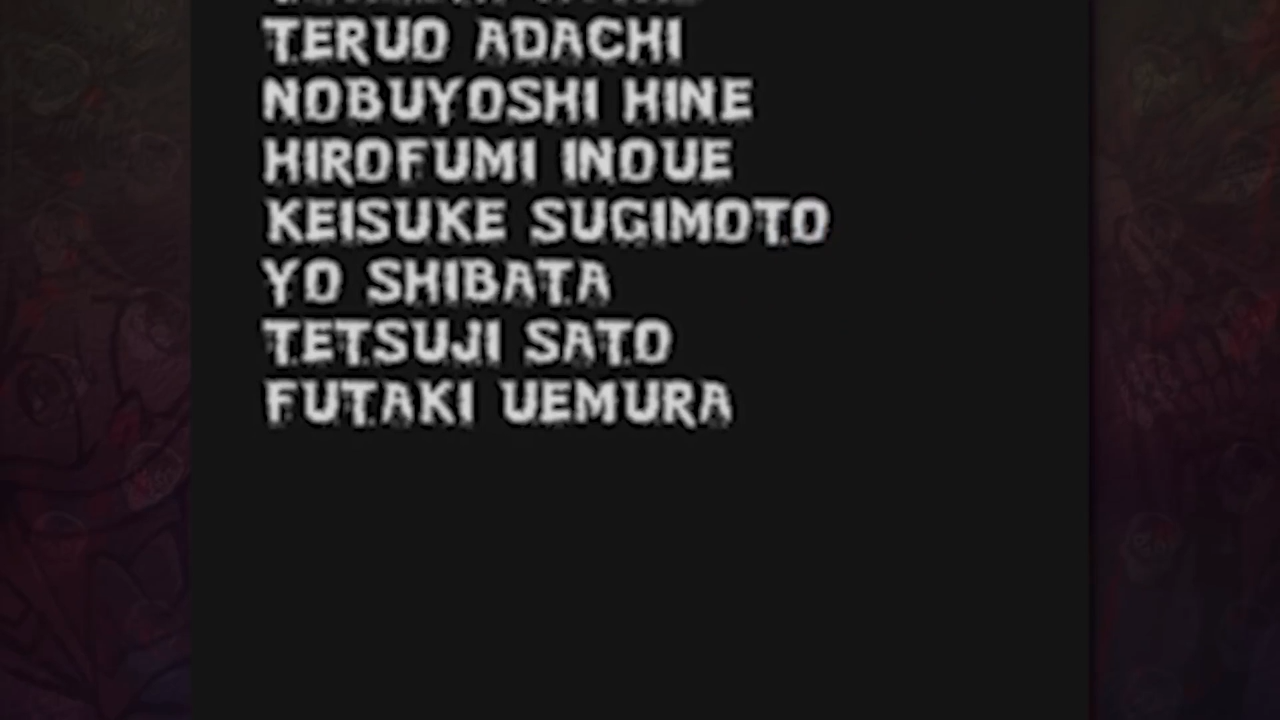 TERUO ADACHI
NOBUYOSHI HINE
HIROFUMI INOUE
KEISUKE SUGIMOTO
YO SHIBATA
TETSUJI SATO
FUTAKI UEMURA